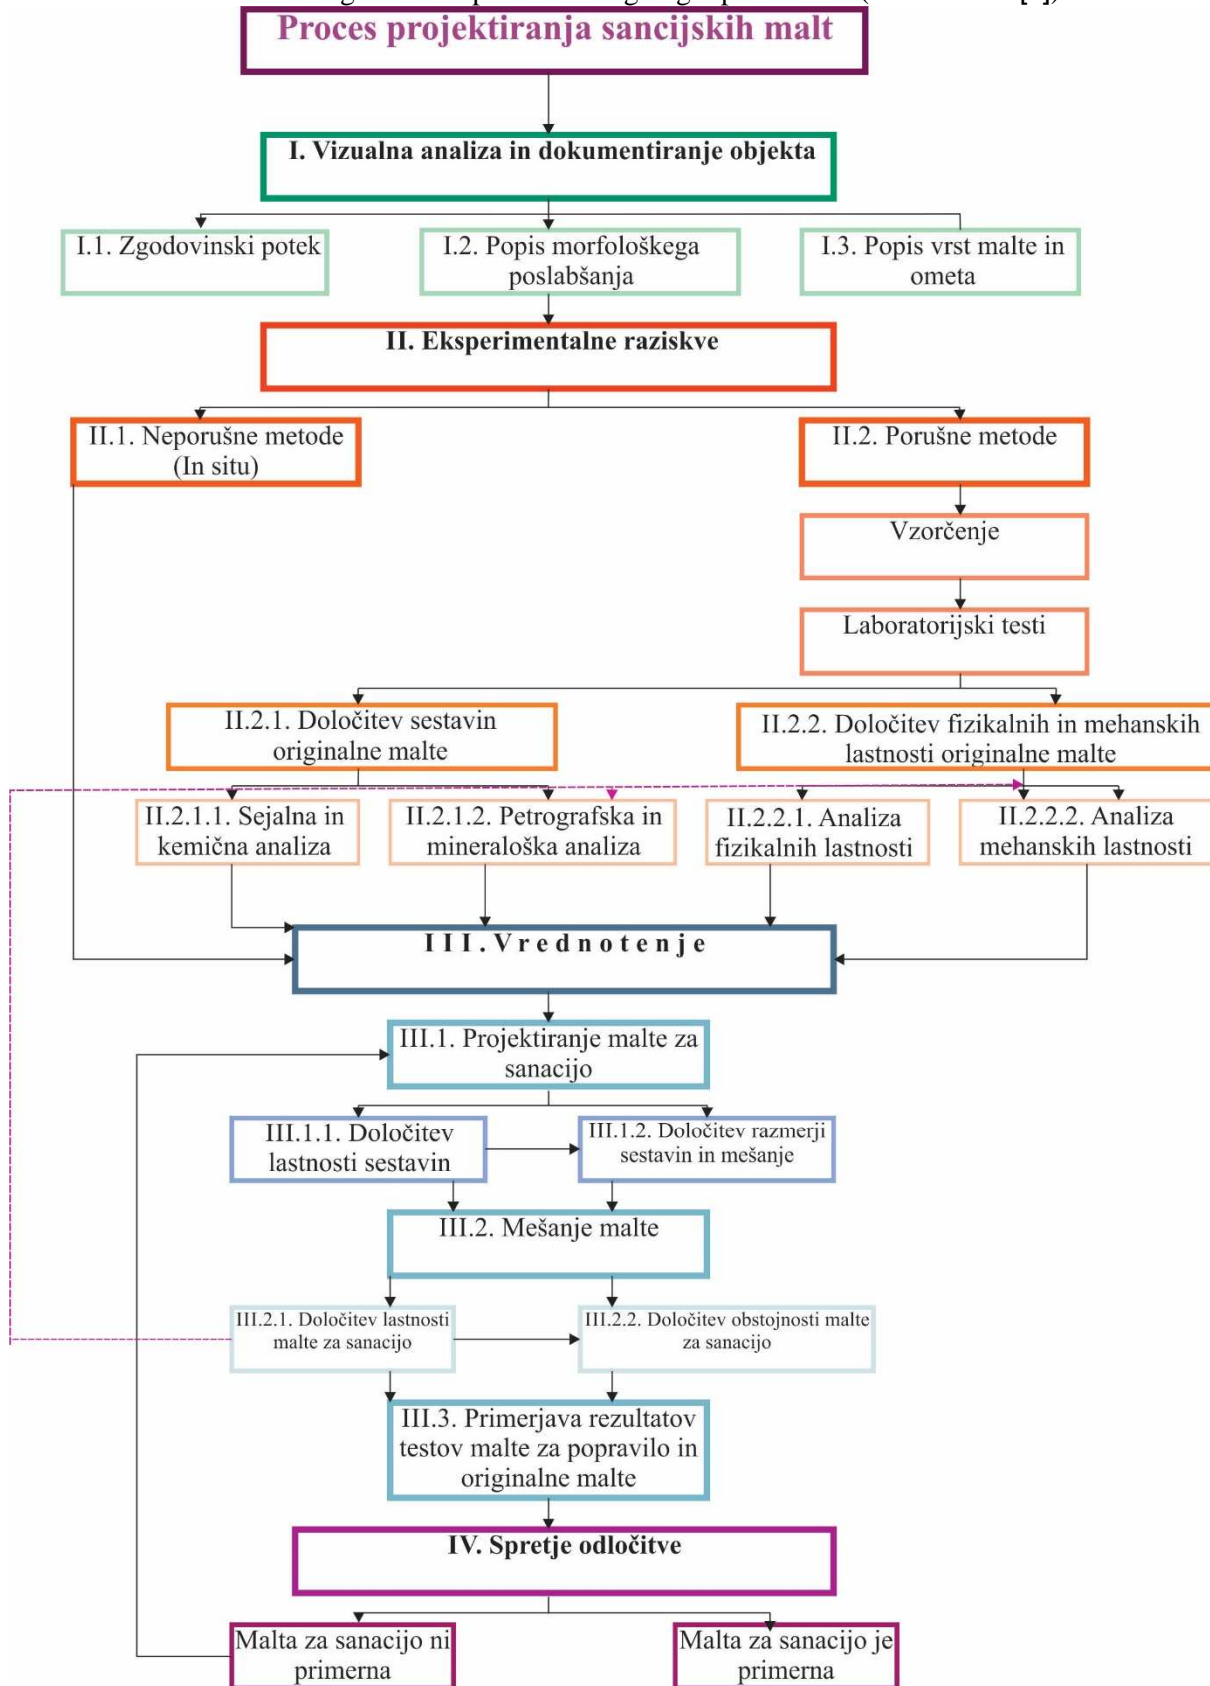 Proces projektiranja sancijskih malt
I. Vizualna analiza in dokumentiranje objekta
I.1. Zgodovinski potek
I.2. Popis morfološkega
poslabšanja
I.3. Popis vrst malte in
ometa
II. Eksperimentalne raziskve
II.1. Neporušne metode
(In situ)
II.2. Porušne metode
Vzorčenje
Laboratorijski testi
II.2.1. Določitev sestavin
originalne malte
II.2.2. Določitev fizikalnih in mehanskih
lastnosti originalne malte
II.2.1.1. Sejalna in
kemična analiza
II.2.1.2. Petrografska in
mineraloška analiza
II.2.2.1. Analiza
fizikalnih lastnosti
II.2.2.2. Analiza
mehanskih lastnosti
III. Vrednotenje
III.1. Projektiranje malte za
sanacijo
III.1.1. Določitev
lastnosti sestavin
III.1.2. Določitev razmerji
sestavin in mešanje
III.2. Mešanje malte
III.2.1. Določitev lastnosti
malte za sanacijo
III.2.2. Določitev obstojnosti malte
za sanacijo
III.3. Primerjava rezultatov
testov malte za popravilo in
originalne malte
IV. Spretje odločitve
Malta za sanacijo ni
primerna
Malta za sanacijo je
primerna